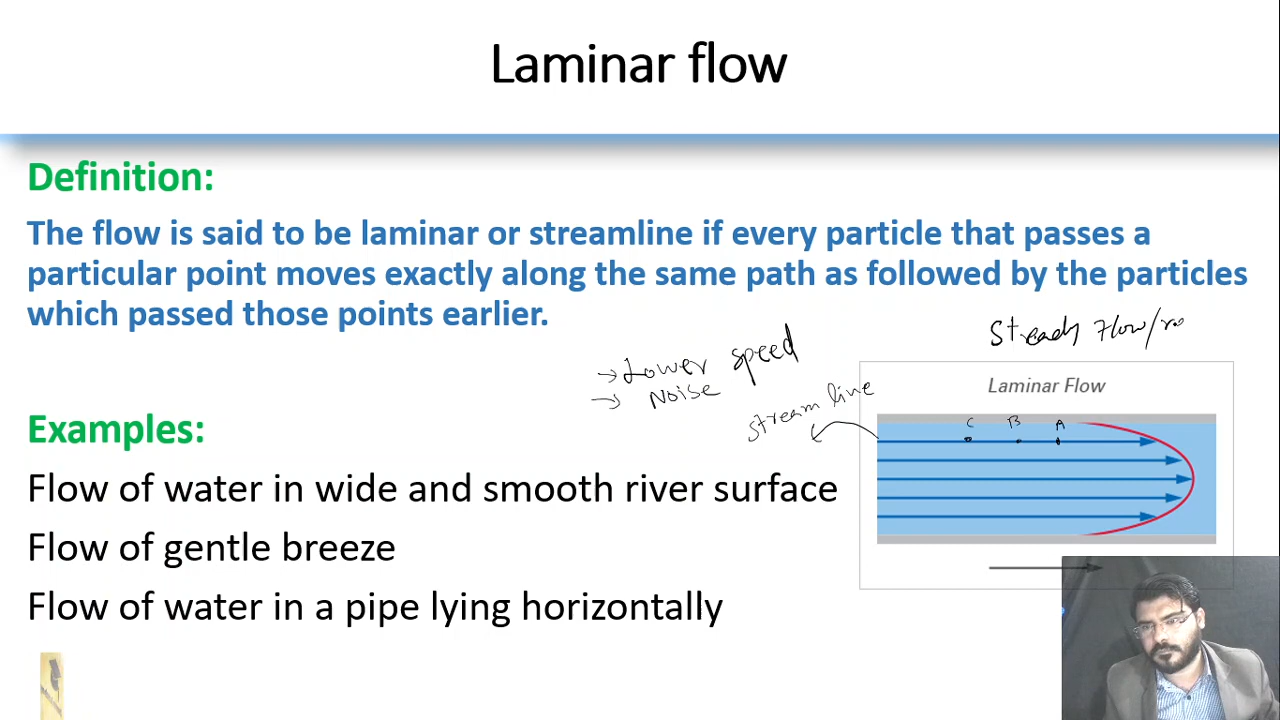 Laminar flow
Definition:
The flow is said to be laminar or streamline if every particle that passes a
particular point moves exactly along the same path as followed by the particles
which passed those points earlier.
Steady Flow/
→ Lower speed
→ Noise
stream line
Laminar Flow
C B A
Examples:
Flow of water in wide and smooth river surface
Flow of gentle breeze
Flow of water in a pipe lying horizontally